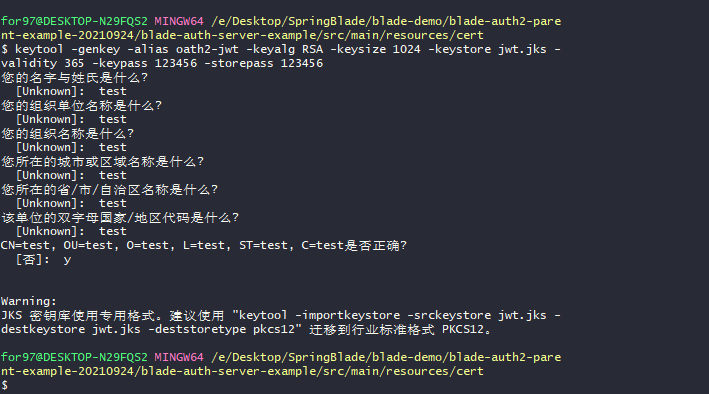 for97@DESKTOP-N29FQS2 MINGW64 /e/Desktop/SpringBlade/blade-demo/blade-auth2-pare
nt-example-20210924/blade-auth-server-example/src/main/resources/cert
$ keytool -genkey -alias oath2-jwt -keyalg RSA -keysize 1024 -keystore jwt.jks -
validity 365 -keypass 123456 -storepass 123456
您的名字与姓氏是什么?
[Unknown]:  test
您的组织单位名称是什么?
[Unknown]:  test
您的组织名称是什么?
[Unknown]:  test
您所在的城市或区域名称是什么?
[Unknown]:  test
您所在的省/市/自治区名称是什么?
[Unknown]:  test
该单位的双字母国家/地区代码是什么?
[Unknown]:  test
CN=test, OU=test, O=test, L=test, ST=test, C=test是否正确?
[否]:  y
Warning:
JKS 密钥库使用专用格式。建议使用 "keytool -importkeystore -srckeystore jwt.jks -
destkeystore jwt.jks -deststoretype pkcs12" 迁移到行业标准格式 PKCS12。
for97@DESKTOP-N29FQS2 MINGW64 /e/Desktop/SpringBlade/blade-demo/blade-auth2-pare
nt-example-20210924/blade-auth-server-example/src/main/resources/cert
$